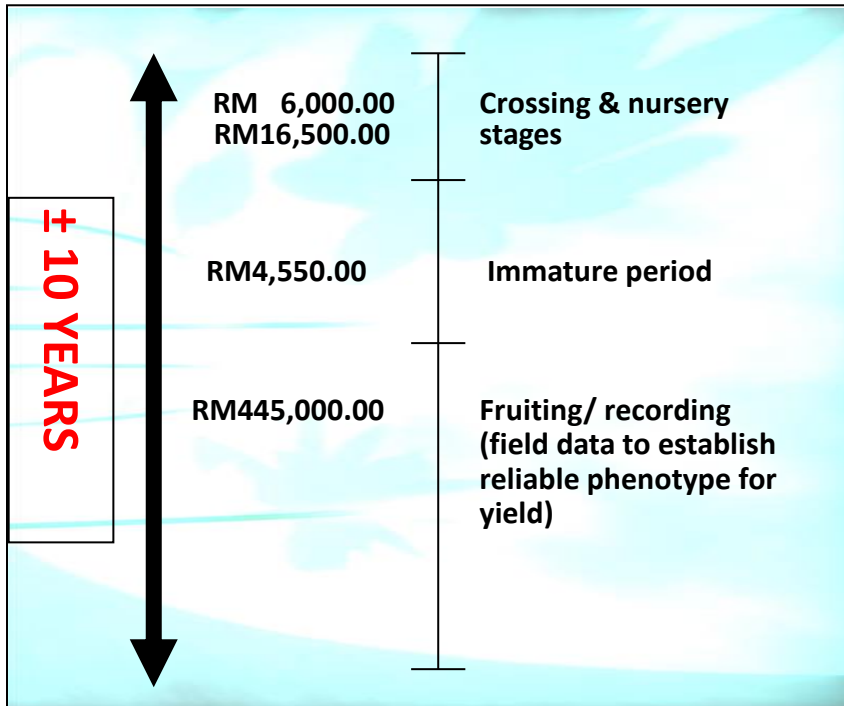 ± 10 YEARS
RM   6,000.00
RM16,500.00
Crossing & nursery
stages
RM4,550.00
Immature period
RM445,000.00
Fruiting/ recording
(field data to establish
reliable phenotype for
yield)